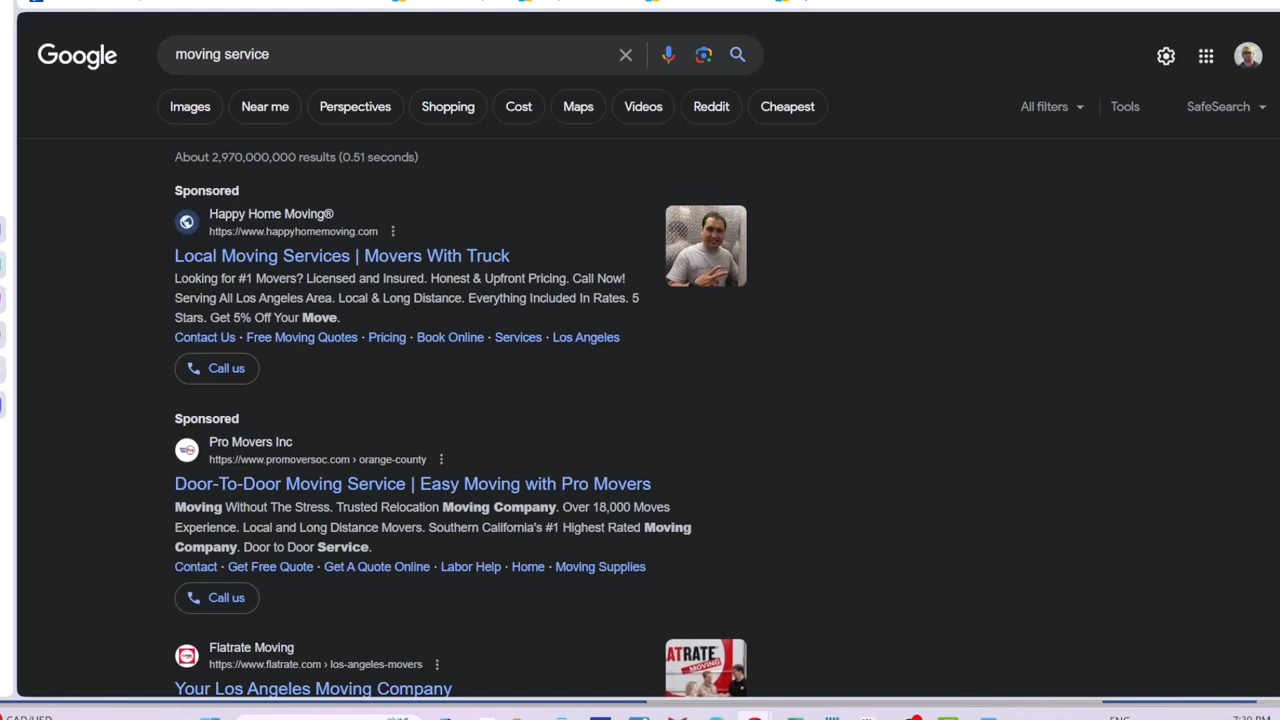 Google
moving service
Images Near me Perspectives Shopping Cost Maps Videos Reddit Cheapest All filters Tools SafeSearch
About 2,970,000,000 results (0.51 seconds)
Sponsored
Happy Home Moving®
https://www.happyhomemoving.com
Local Moving Services | Movers With Truck
Looking for #1 Movers? Licensed and Insured. Honest & Upfront Pricing. Call Now!
Serving All Los Angeles Area. Local & Long Distance. Everything Included In Rates. 5
Stars. Get 5% Off Your Move.
Contact Us · Free Moving Quotes · Pricing · Book Online · Services · Los Angeles
Call us
Sponsored
Pro Movers Inc
https://www.promoversoc.com › orange-county
Door-To-Door Moving Service | Easy Moving with Pro Movers
Moving Without The Stress. Trusted Relocation Moving Company. Over 18,000 Moves
Experience. Local and Long Distance Movers. Southern California's #1 Highest Rated Moving
Company. Door to Door Service.
Contact · Get Free Quote · Get A Quote Online · Labor Help · Home · Moving Supplies
Call us
Flatrate Moving
https://www.flatrate.com › los-angeles-movers
ATRATE
MOVING
Your Los Angeles Moving Company
CAD/USD ENG 7:30 PM